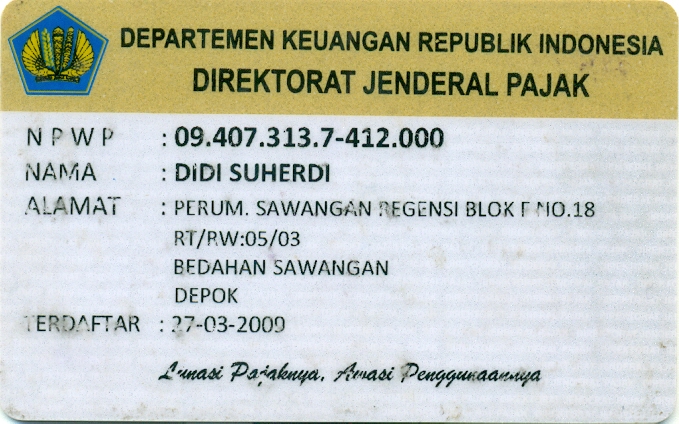 DEPARTEMEN KEUANGAN REPUBLIK INDONESIA
DIREKTORAT JENDERAL PAJAK
N P W P : 09.407.313.7-412.000
NAMA : DIDI SUHERDI
ALAMAT : PERUM. SAWANGAN REGENSI BLOK F NO.18
RT/RW:05/03
BEDAHAN SAWANGAN
DEPOK
TERDAFTAR : 27-03-2009
Lunasi Pajaknya, Awasi Penggunaannya